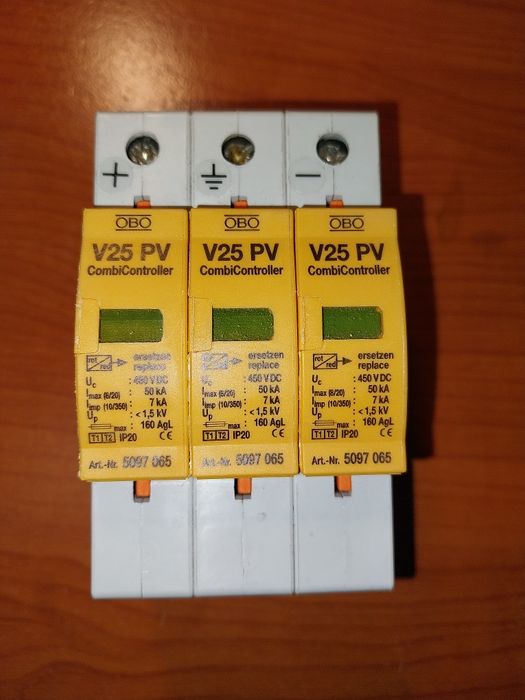 + ⏚ −
OBO
V25 PV
CombiController
rot
red
ersetzen
replace
Uc : 450 V DC
Imax (8/20) : 50 kA
Iimp (10/350) : 7 kA
Up : < 1,5 kV
max : 160 AgL
T1 T2 IP20 CE
Art.-Nr. 5097 065
OBO
V25 PV
CombiController
ersetzen
replace
Uc : 450 V DC
Imax (8/20) : 50 kA
Iimp (10/350) : 7 kA
Up : < 1,5 kV
max : 160 AgL
T1 T2 IP20 CE
Art.-Nr. 5097 065
OBO
V25 PV
CombiController
rot
red
ersetzen
replace
Uc : 450 V DC
Imax (8/20) : 50 kA
Iimp (10/350) : 7 kA
Up : < 1,5 kV
max : 160 AgL
T1 T2 IP20 CE
Art.-Nr. 5097 065